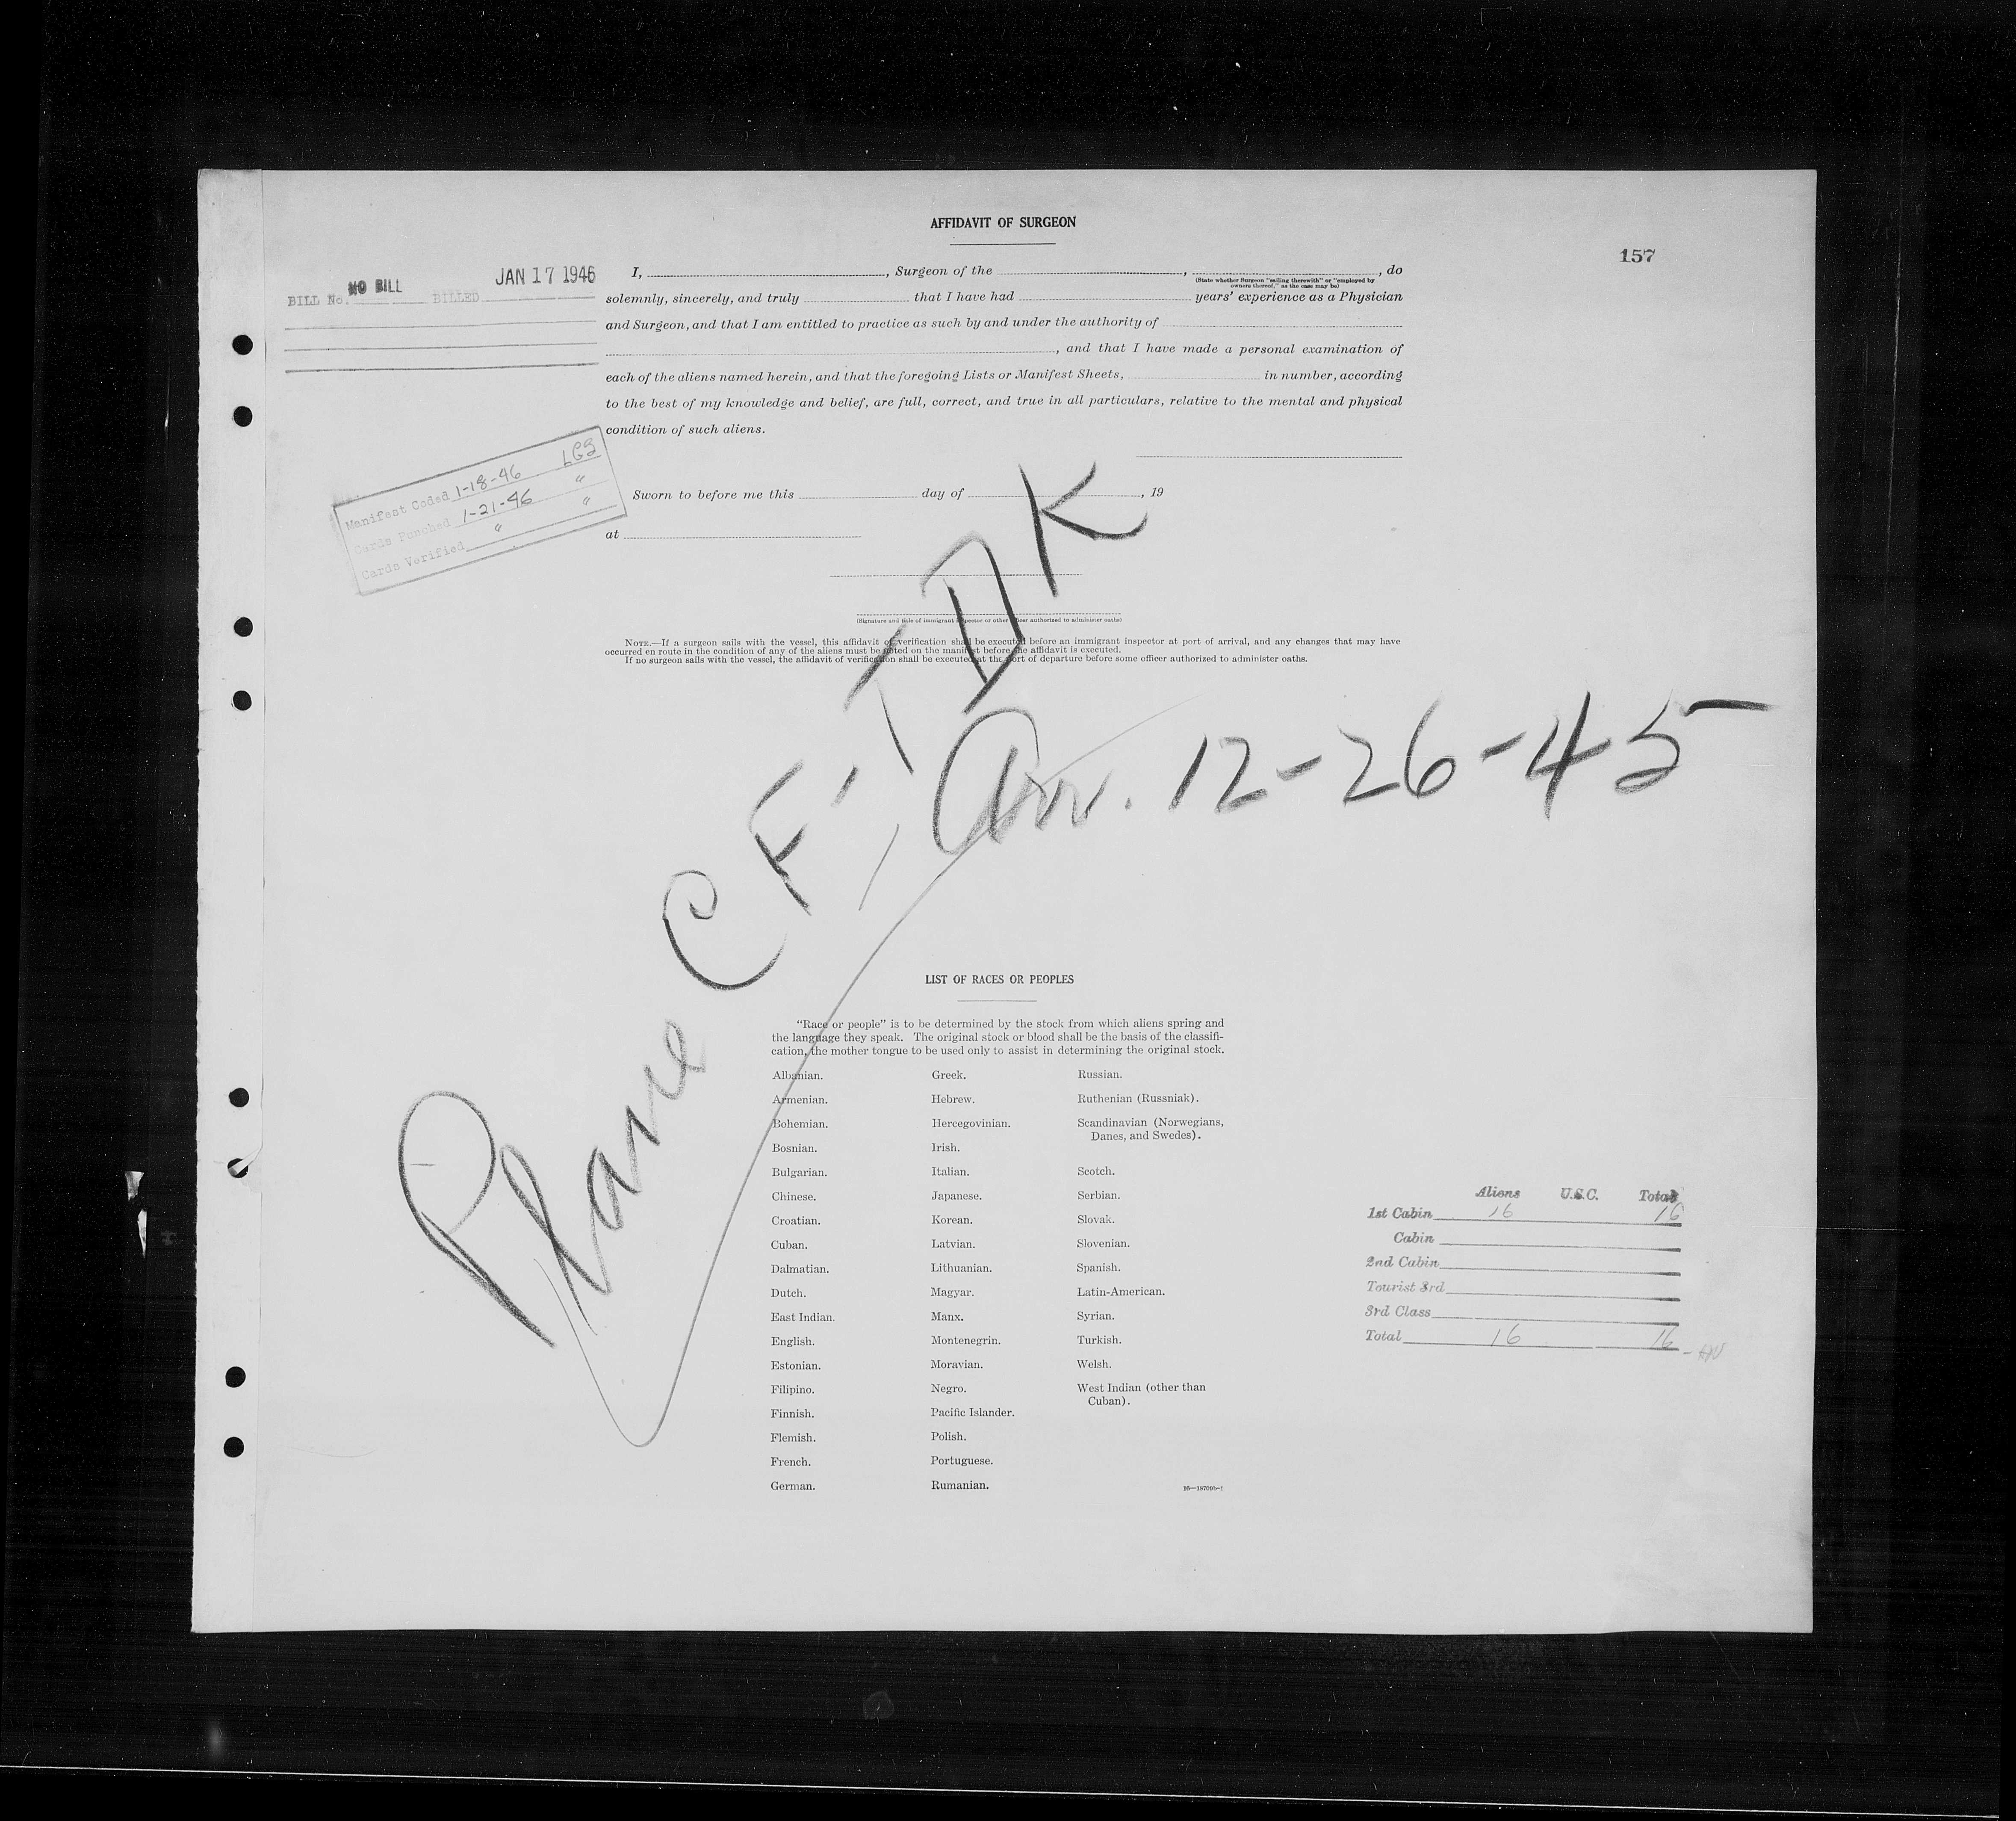 AFFIDAVIT OF SURGEON
157
BILL No. NO BILL BILLED JAN 17 1946
I, , Surgeon of the , , do
(State whether Surgeon "sailing therewith" or "employed by
owners thereof," as the case may be)
solemnly, sincerely, and truly that I have had years' experience as a Physician
and Surgeon, and that I am entitled to practice as such by and under the authority of
, and that I have made a personal examination of
each of the aliens named herein, and that the foregoing Lists or Manifest Sheets, in number, according
to the best of my knowledge and belief, are full, correct, and true in all particulars, relative to the mental and physical
condition of such aliens.
Manifest Coded 1-18-46
Cards Punched 1-21-46 "
Cards Verified " "
Sworn to before me this day of , 19
at
(Signature and title of immigrant inspector or other officer authorized to administer oaths)
NOTE.—If a surgeon sails with the vessel, this affidavit of verification shall be executed before an immigrant inspector at port of arrival, and any changes that may have
occurred en route in the condition of any of the aliens must be noted on the manifest before the affidavit is executed.
If no surgeon sails with the vessel, the affidavit of verification shall be executed at the port of departure before some officer authorized to administer oaths.
Plane CF-TDK
Arr. 12-26-45
LIST OF RACES OR PEOPLES
"Race or people" is to be determined by the stock from which aliens spring and
the language they speak. The original stock or blood shall be the basis of the classifi-
cation, the mother tongue to be used only to assist in determining the original stock.
Albanian.
Armenian.
Bohemian.
Bosnian.
Bulgarian.
Chinese.
Croatian.
Cuban.
Dalmatian.
Dutch.
East Indian.
English.
Estonian.
Filipino.
Finnish.
Flemish.
French.
German.
Greek.
Hebrew.
Hercegovinian.
Irish.
Italian.
Japanese.
Korean.
Latvian.
Lithuanian.
Magyar.
Manx.
Montenegrin.
Moravian.
Negro.
Pacific Islander.
Polish.
Portuguese.
Rumanian.
Russian.
Ruthenian (Russniak).
Scandinavian (Norwegians,
Danes, and Swedes).
Scotch.
Serbian.
Slovak.
Slovenian.
Spanish.
Latin-American.
Syrian.
Turkish.
Welsh.
West Indian (other than
Cuban).
Aliens U.S.C. Totals
1st Cabin 16 16
Cabin
2nd Cabin
Tourist 3rd
3rd Class
Total 16 16